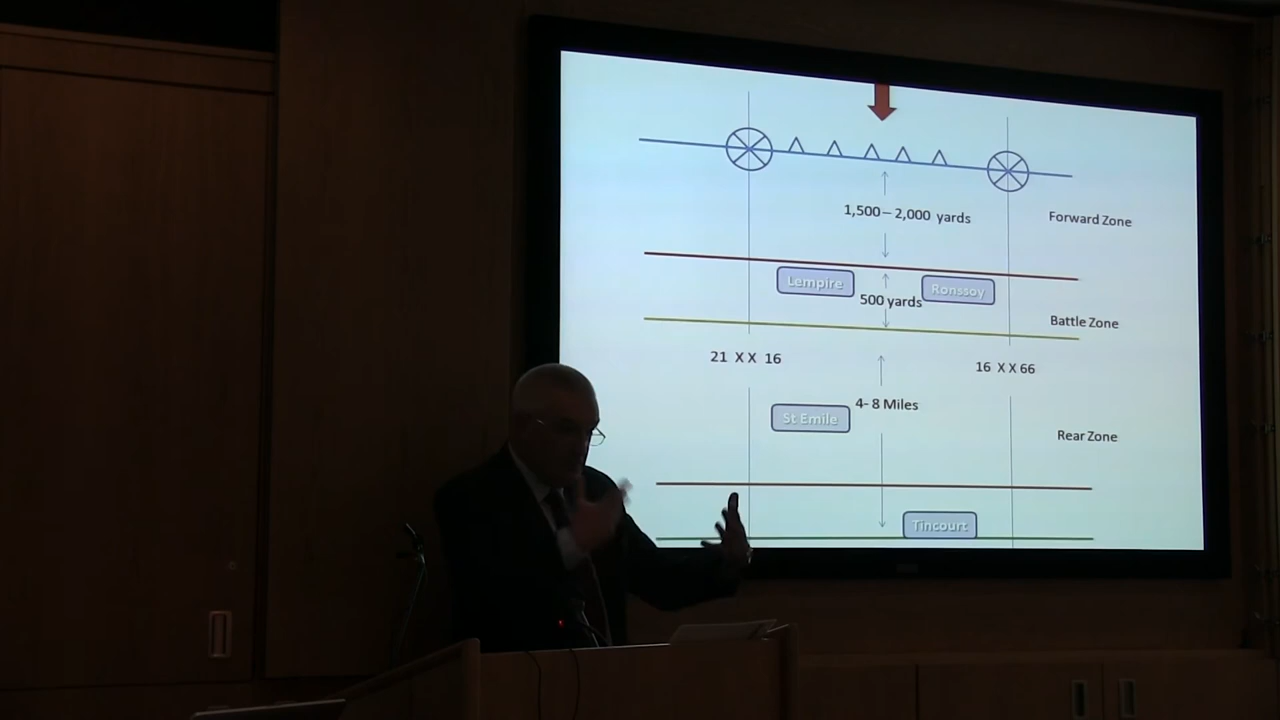 1,500 – 2,000 yards
Forward Zone
Lempire
Ronssoy
500 yards
Battle Zone
21 X X 16
16 X X 66
4- 8 Miles
St Emile
Rear Zone
Tincourt